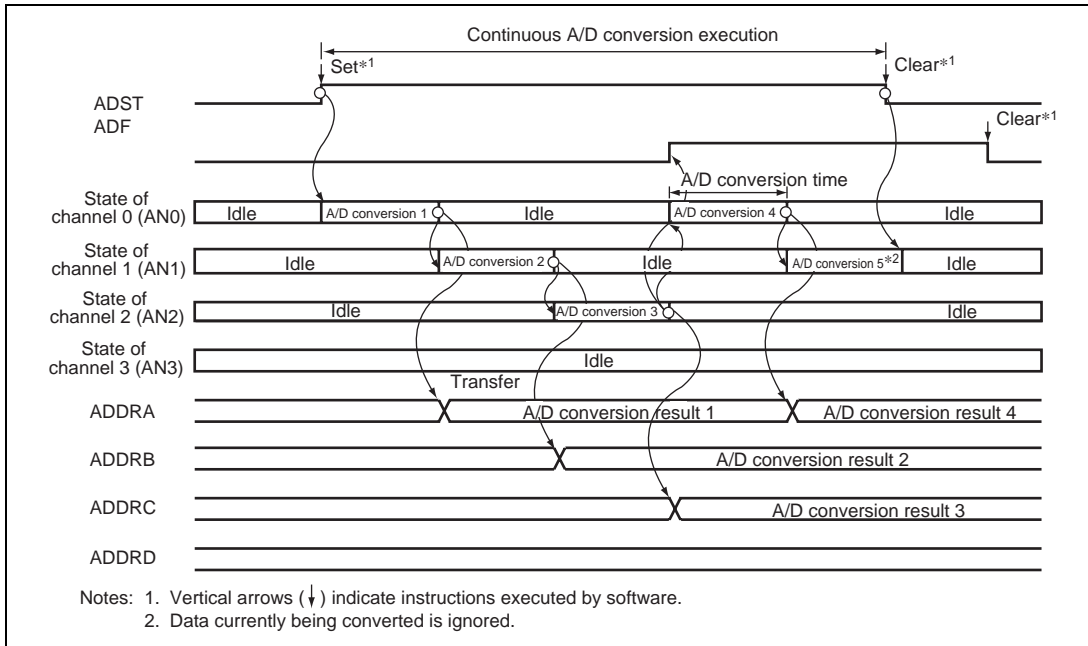 Continuous A/D conversion execution
Set*1
Clear*1
ADST
ADF
Clear*1
A/D conversion time
State of
channel 0 (AN0)
Idle
A/D conversion 1
Idle
A/D conversion 4
Idle
State of
channel 1 (AN1)
Idle
A/D conversion 2
Idle
A/D conversion 5*2
Idle
State of
channel 2 (AN2)
Idle
A/D conversion 3
Idle
State of
channel 3 (AN3)
Idle
Transfer
ADDRA
A/D conversion result 1
A/D conversion result 4
ADDRB
A/D conversion result 2
ADDRC
A/D conversion result 3
ADDRD
Notes: 1. Vertical arrows (↓) indicate instructions executed by software.
2. Data currently being converted is ignored.